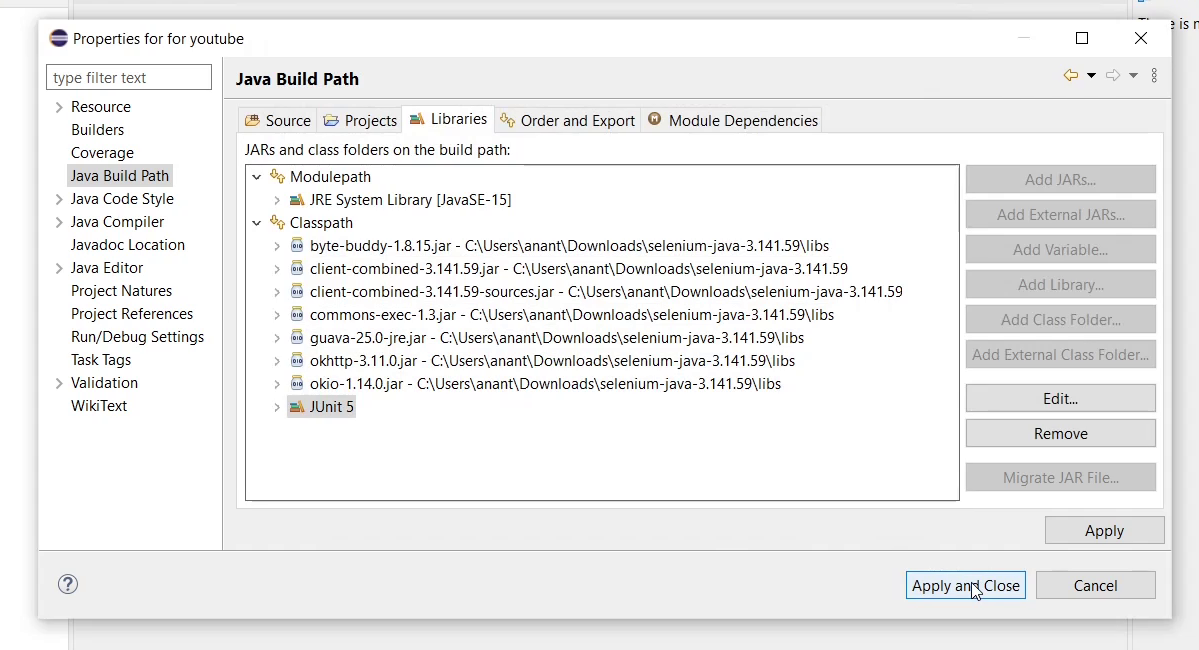 Properties for for youtube
type filter text
Resource
Builders
Coverage
Java Build Path
Java Code Style
Java Compiler
Javadoc Location
Java Editor
Project Natures
Project References
Run/Debug Settings
Task Tags
Validation
WikiText
Java Build Path
Source Projects Libraries Order and Export Module Dependencies
JARs and class folders on the build path:
Modulepath
JRE System Library [JavaSE-15]
Classpath
byte-buddy-1.8.15.jar - C:\Users\anant\Downloads\selenium-java-3.141.59\libs
client-combined-3.141.59.jar - C:\Users\anant\Downloads\selenium-java-3.141.59
client-combined-3.141.59-sources.jar - C:\Users\anant\Downloads\selenium-java-3.141.59
commons-exec-1.3.jar - C:\Users\anant\Downloads\selenium-java-3.141.59\libs
guava-25.0-jre.jar - C:\Users\anant\Downloads\selenium-java-3.141.59\libs
okhttp-3.11.0.jar - C:\Users\anant\Downloads\selenium-java-3.141.59\libs
okio-1.14.0.jar - C:\Users\anant\Downloads\selenium-java-3.141.59\libs
JUnit 5
Add JARs...
Add External JARs...
Add Variable...
Add Library...
Add Class Folder...
Add External Class Folder...
Edit...
Remove
Migrate JAR File...
Apply
Apply and Close
Cancel